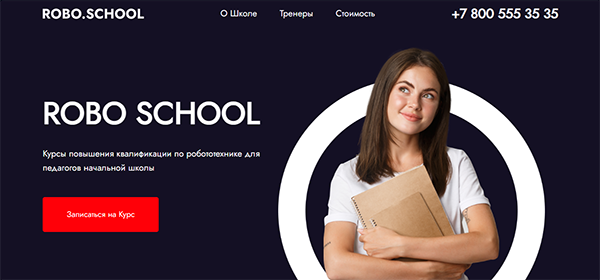 ROBO.SCHOOL
О Школе
Тренеры
Стоимость
+7 800 555 35 35
ROBO SCHOOL
Курсы повышения квалификации по робототехнике для
педагогов начальной школы
Записаться на Курс